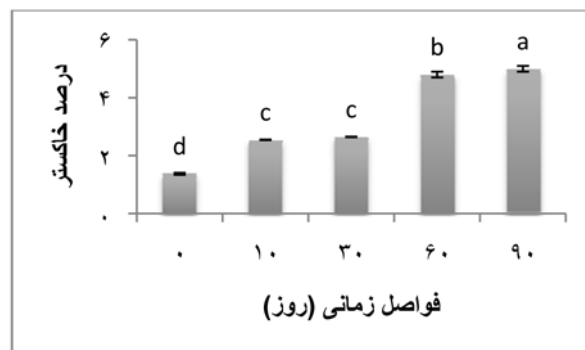 درصد خاکستر
۶
۴
۲
۰
d c c b a
۰ ۱۰ ۳۰ ۶۰ ۹۰
فواصل زمانی (روز)